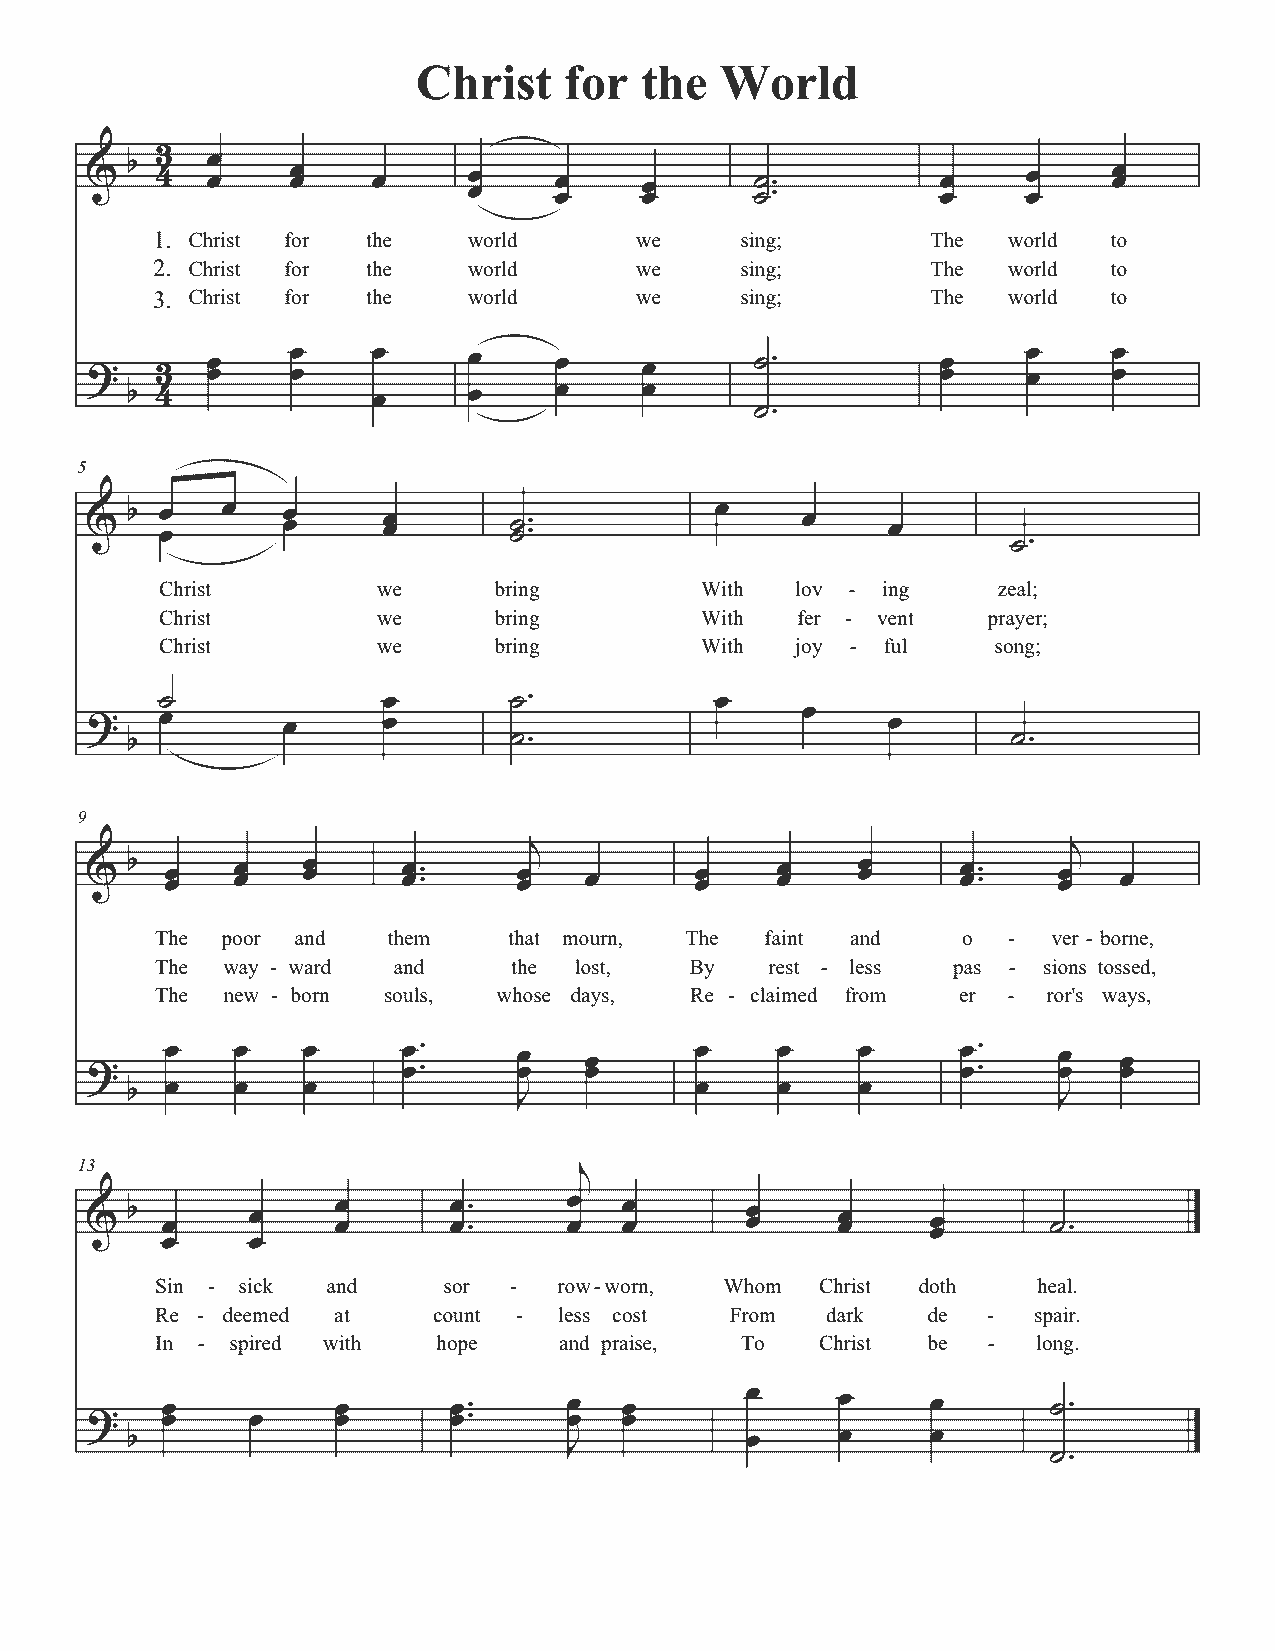 Christ for the World
3
4
1. Christ for the world we sing; The world to
2. Christ for the world we sing; The world to
3. Christ for the world we sing; The world to
3
4
5
Christ we bring With lov - ing zeal;
Christ we bring With fer - vent prayer;
Christ we bring With joy - ful song;
9
The poor and them that mourn, The faint and o - ver - borne,
The way - ward and the lost, By rest - less pas - sions tossed,
The new - born souls, whose days, Re - claimed from er - ror's ways,
13
Sin - sick and sor - row - worn, Whom Christ doth heal.
Re - deemed at count - less cost From dark de - spair.
In - spired with hope and praise, To Christ be - long.